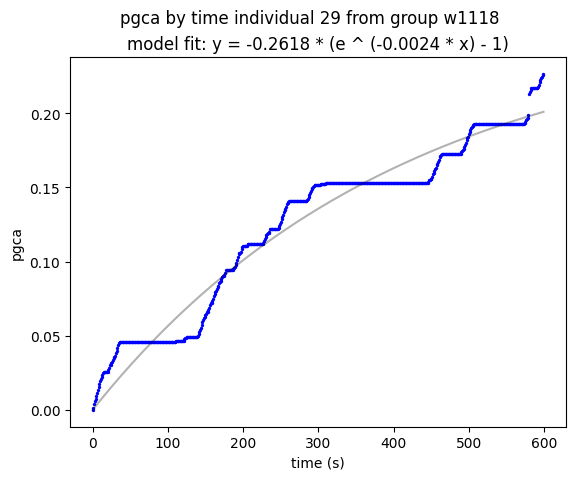 pgca by time individual 29 from group w1118
model fit: y = -0.2618 * (e ^ (-0.0024 * x) - 1)
pgca
0.20
0.15
0.10
0.05
0.00
0 100 200 300 400 500 600
time (s)